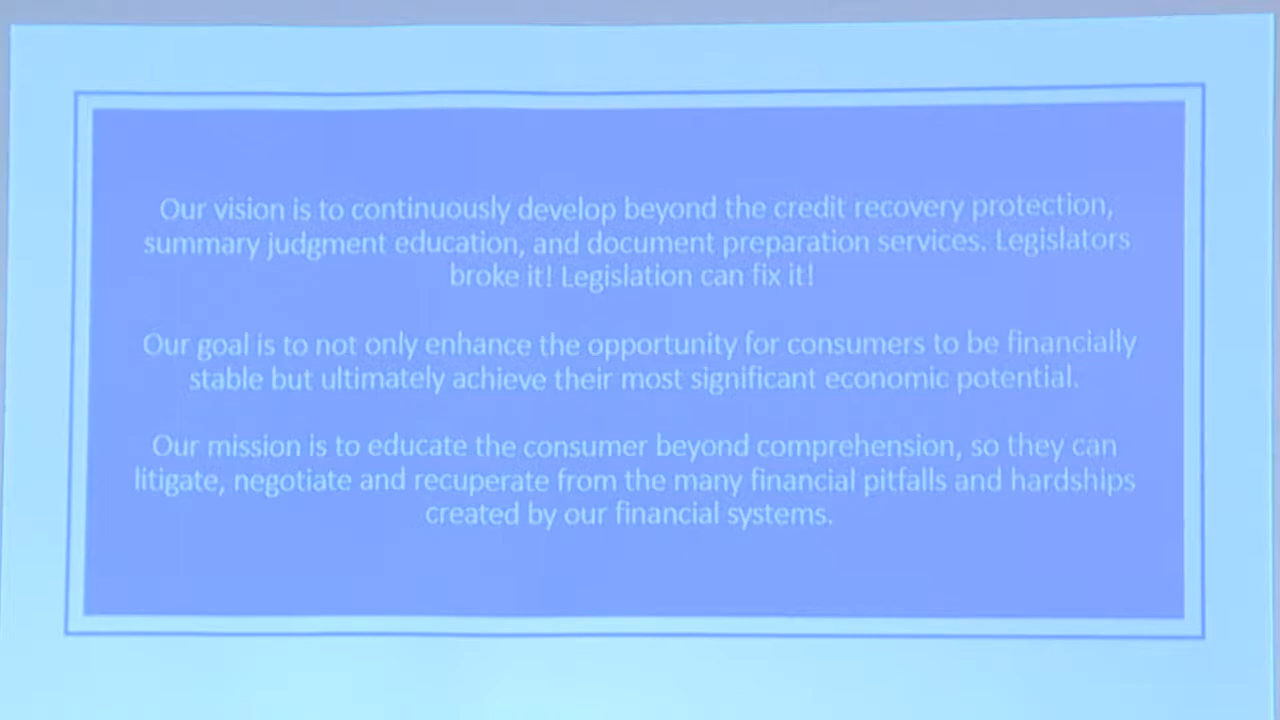 Our vision is to continuously develop beyond the credit recovery protection,
summary judgment education, and document preparation services. Legislators
broke it! Legislation can fix it!
Our goal is to not only enhance the opportunity for consumers to be financially
stable but ultimately achieve their most significant economic potential.
Our mission is to educate the consumer beyond comprehension, so they can
litigate, negotiate and recuperate from the many financial pitfalls and hardships
created by our financial systems.